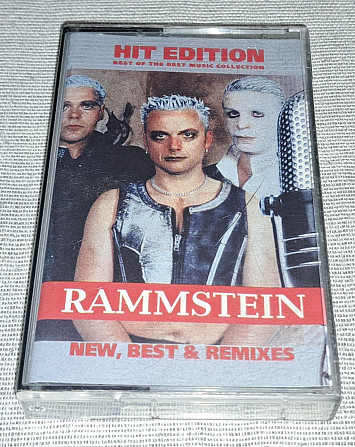 HIT EDITION
BEST OF THE BEST MUSIC COLLECTION
RAMMSTEIN
NEW, BEST & REMIXES